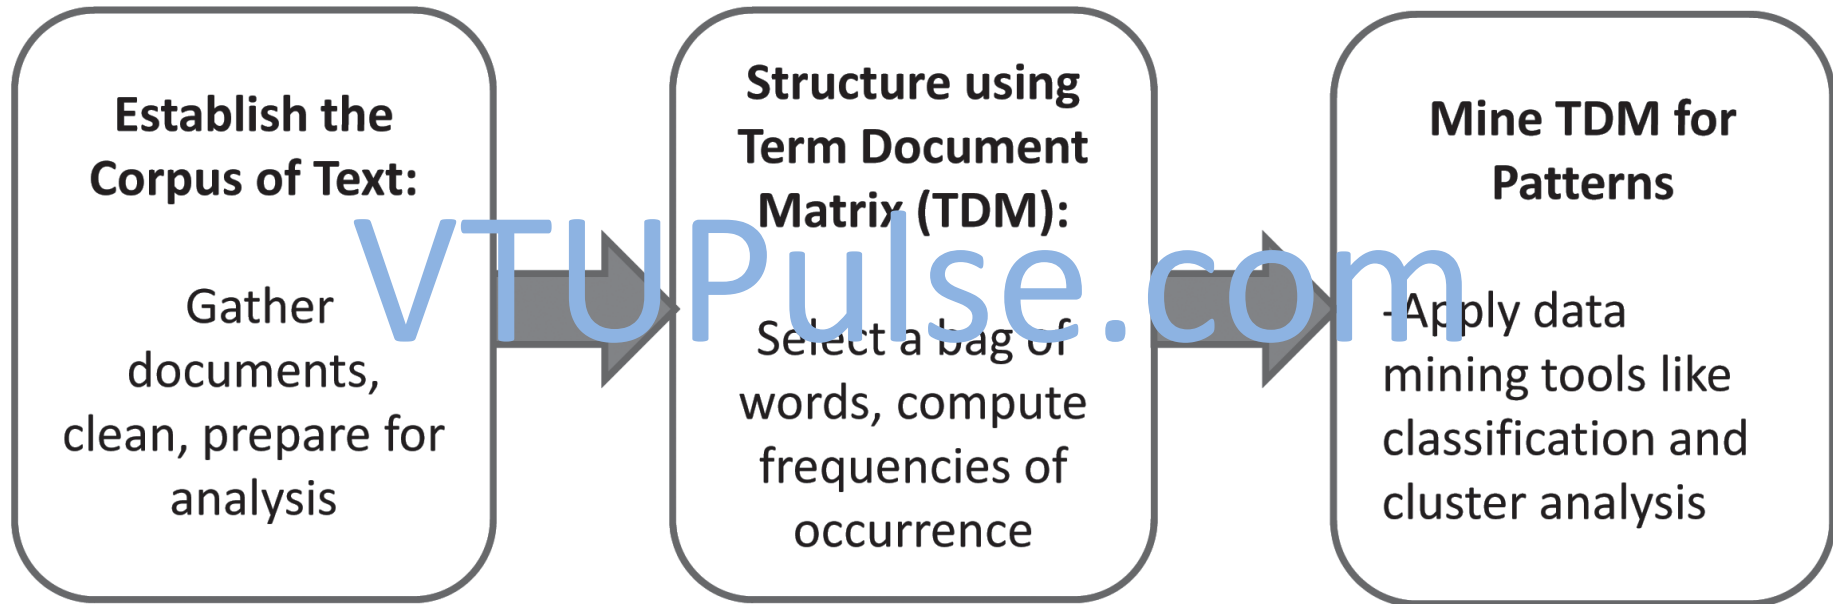 Establish the
Corpus of Text:
Gather
documents,
clean, prepare for
analysis
Structure using
Term Document
Matrix (TDM):
Select a bag of
words, compute
frequencies of
occurrence
Mine TDM for
Patterns
-Apply data
mining tools like
classification and
cluster analysis
VTUPulse.com